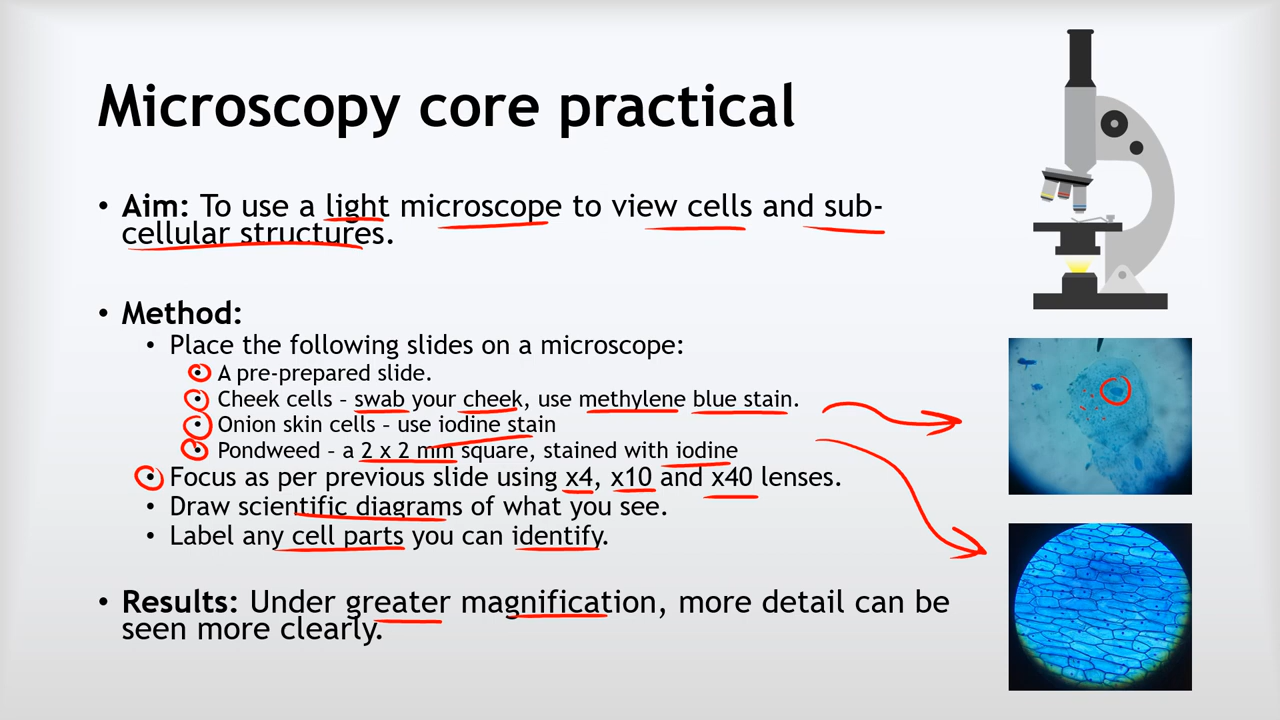 Microscopy core practical
• Aim: To use a light microscope to view cells and sub-
cellular structures.
• Method:
• Place the following slides on a microscope:
• A pre-prepared slide.
• Cheek cells – swab your cheek, use methylene blue stain.
• Onion skin cells – use iodine stain
• Pondweed – a 2 x 2 mm square, stained with iodine
• Focus as per previous slide using x4, x10 and x40 lenses.
• Draw scientific diagrams of what you see.
• Label any cell parts you can identify.
• Results: Under greater magnification, more detail can be
seen more clearly.